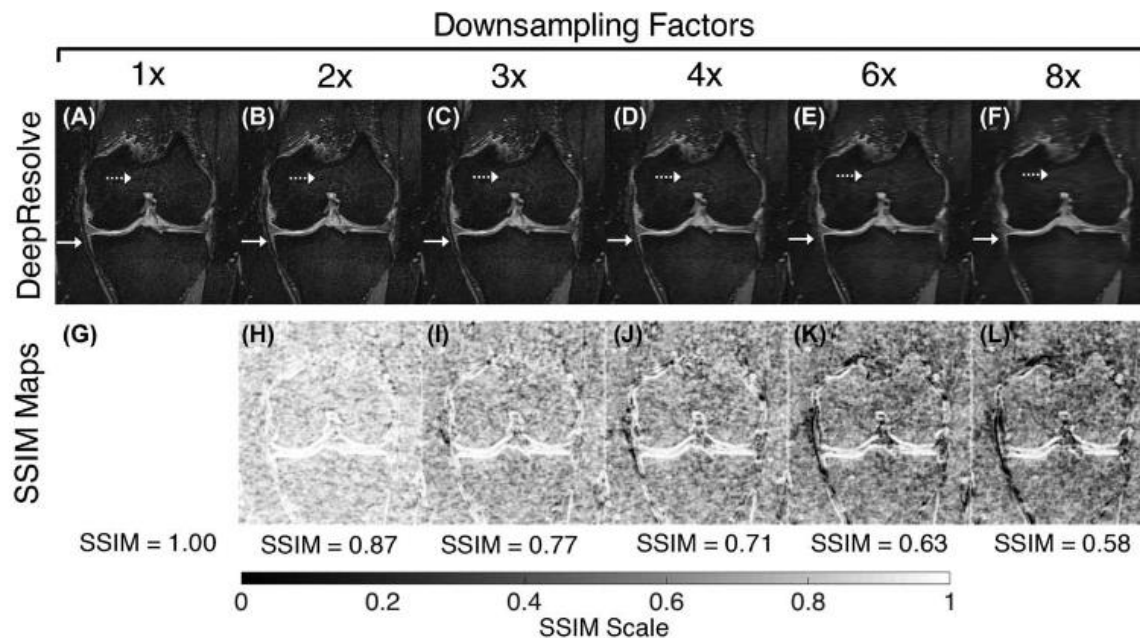 Downsampling Factors
1x 2x 3x 4x 6x 8x
DeepResolve
(A) (B) (C) (D) (E) (F)
SSIM Maps
(G) (H) (I) (J) (K) (L)
SSIM = 1.00 SSIM = 0.87 SSIM = 0.77 SSIM = 0.71 SSIM = 0.63 SSIM = 0.58
0 0.2 0.4 0.6 0.8 1
SSIM Scale